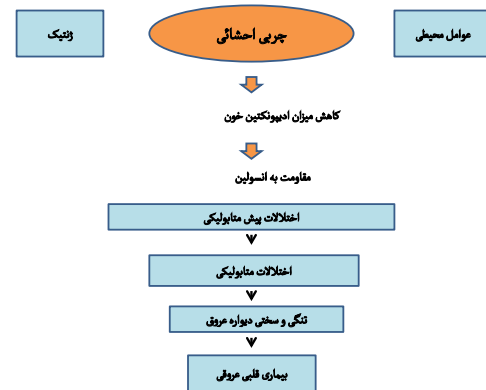 عوامل محیطی
چربی احشائی
ژنتیک
کاهش میزان ادیپونکتین خون
مقاومت به انسولین
اختلالات پیش متابولیکی
اختلالات متابولیکی
تنگی و سختی دیواره عروق
بیماری قلبی عروقی